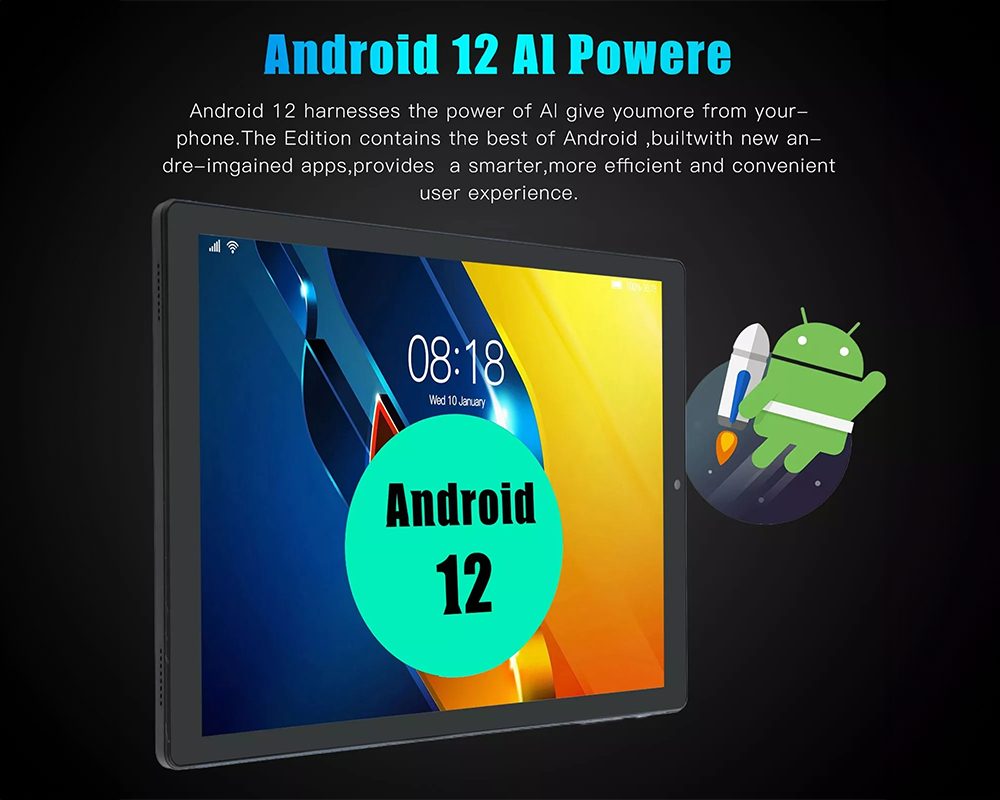 Android 12 AI Powere
Android 12 harnesses the power of AI give youmore from your–
phone.The Edition contains the best of Android ,builtwith new an–
dre–imgained apps,provides a smarter,more efficient and convenient
user experience.
08:18
Wed 10 January
Android
12